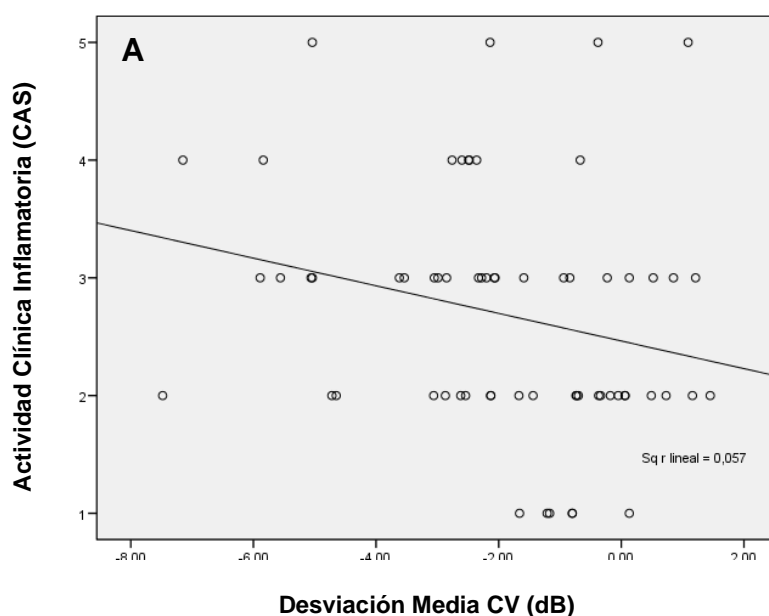 A
Actividad Clínica Inflamatoria (CAS)
5
4
3
2
1
Sq r lineal = 0,057
-8.00 -6.00 -4.00 -2.00 0.00 2.00
Desviación Media CV (dB)